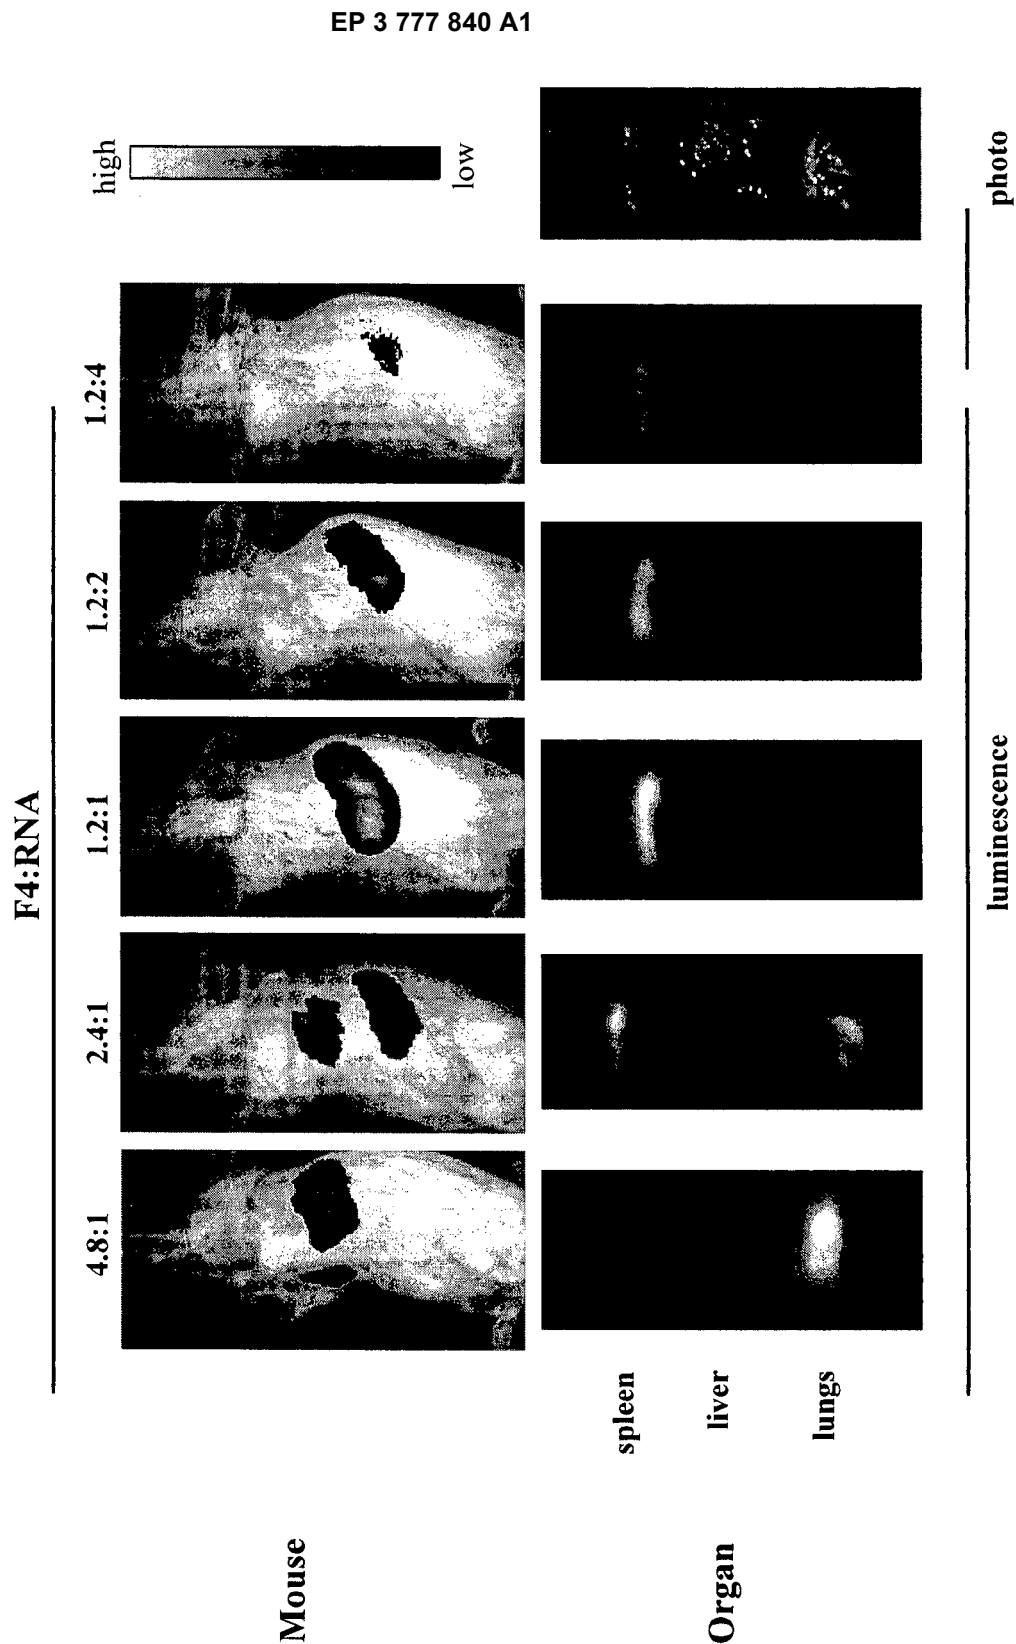 EP 3 777 840 A1
F4:RNA
4.8:1
2.4:1
1.2:1
1.2:2
1.2:4
high
low
Mouse
Organ
spleen
liver
lungs
luminescence
photo